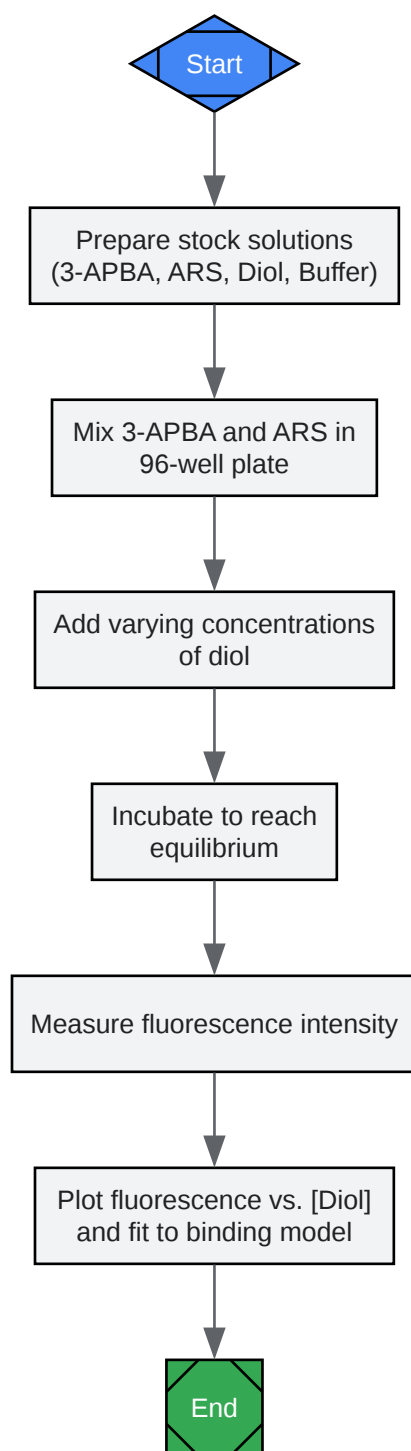 Start
Prepare stock solutions
(3-APBA, ARS, Diol, Buffer)
Mix 3-APBA and ARS in
96-well plate
Add varying concentrations
of diol
Incubate to reach
equilibrium
Measure fluorescence intensity
Plot fluorescence vs. [Diol]
and fit to binding model
End